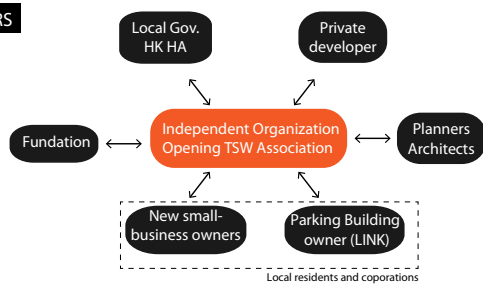 RS
Local Gov.
HK HA
Private
developer
Fundation
Independent Organization
Opening TSW Association
Planners
Architects
New small-
business owners
Parking Building
owner (LINK)
Local residents and coporations